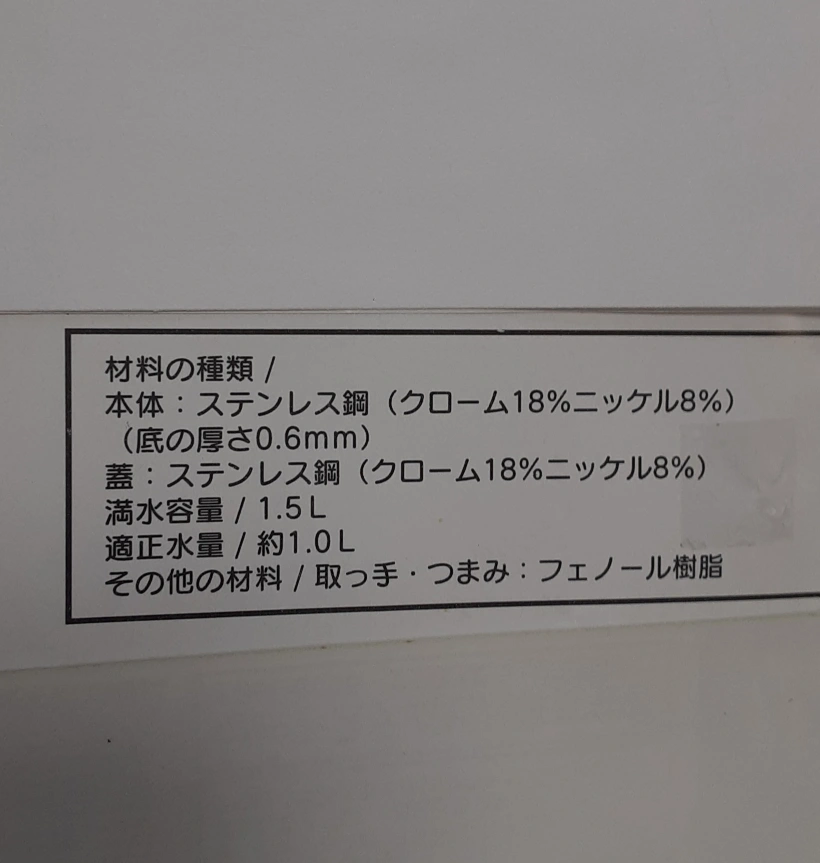 材料の種類 /
本体：ステンレス鋼（クローム18%ニッケル8%）
（底の厚さ0.6mm）
蓋：ステンレス鋼（クローム18%ニッケル8%）
満水容量 / 1.5L
適正水量 / 約1.0L
その他の材料 / 取っ手・つまみ：フェノール樹脂